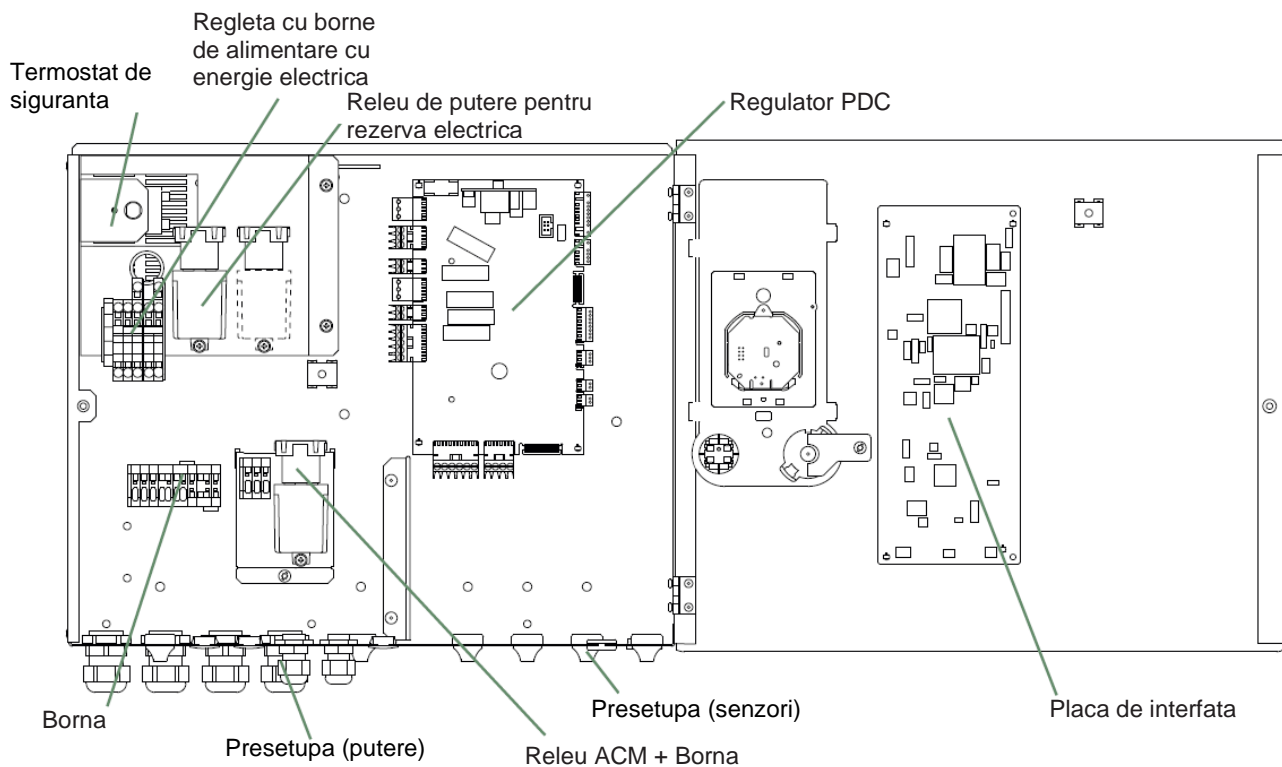 Regleta cu borne
de alimentare cu
energie electrica
Termostat de
siguranta
Releu de putere pentru
rezerva electrica
Regulator PDC
Borna
Presetupa (putere)
Releu ACM + Borna
Presetupa (senzori)
Placa de interfata